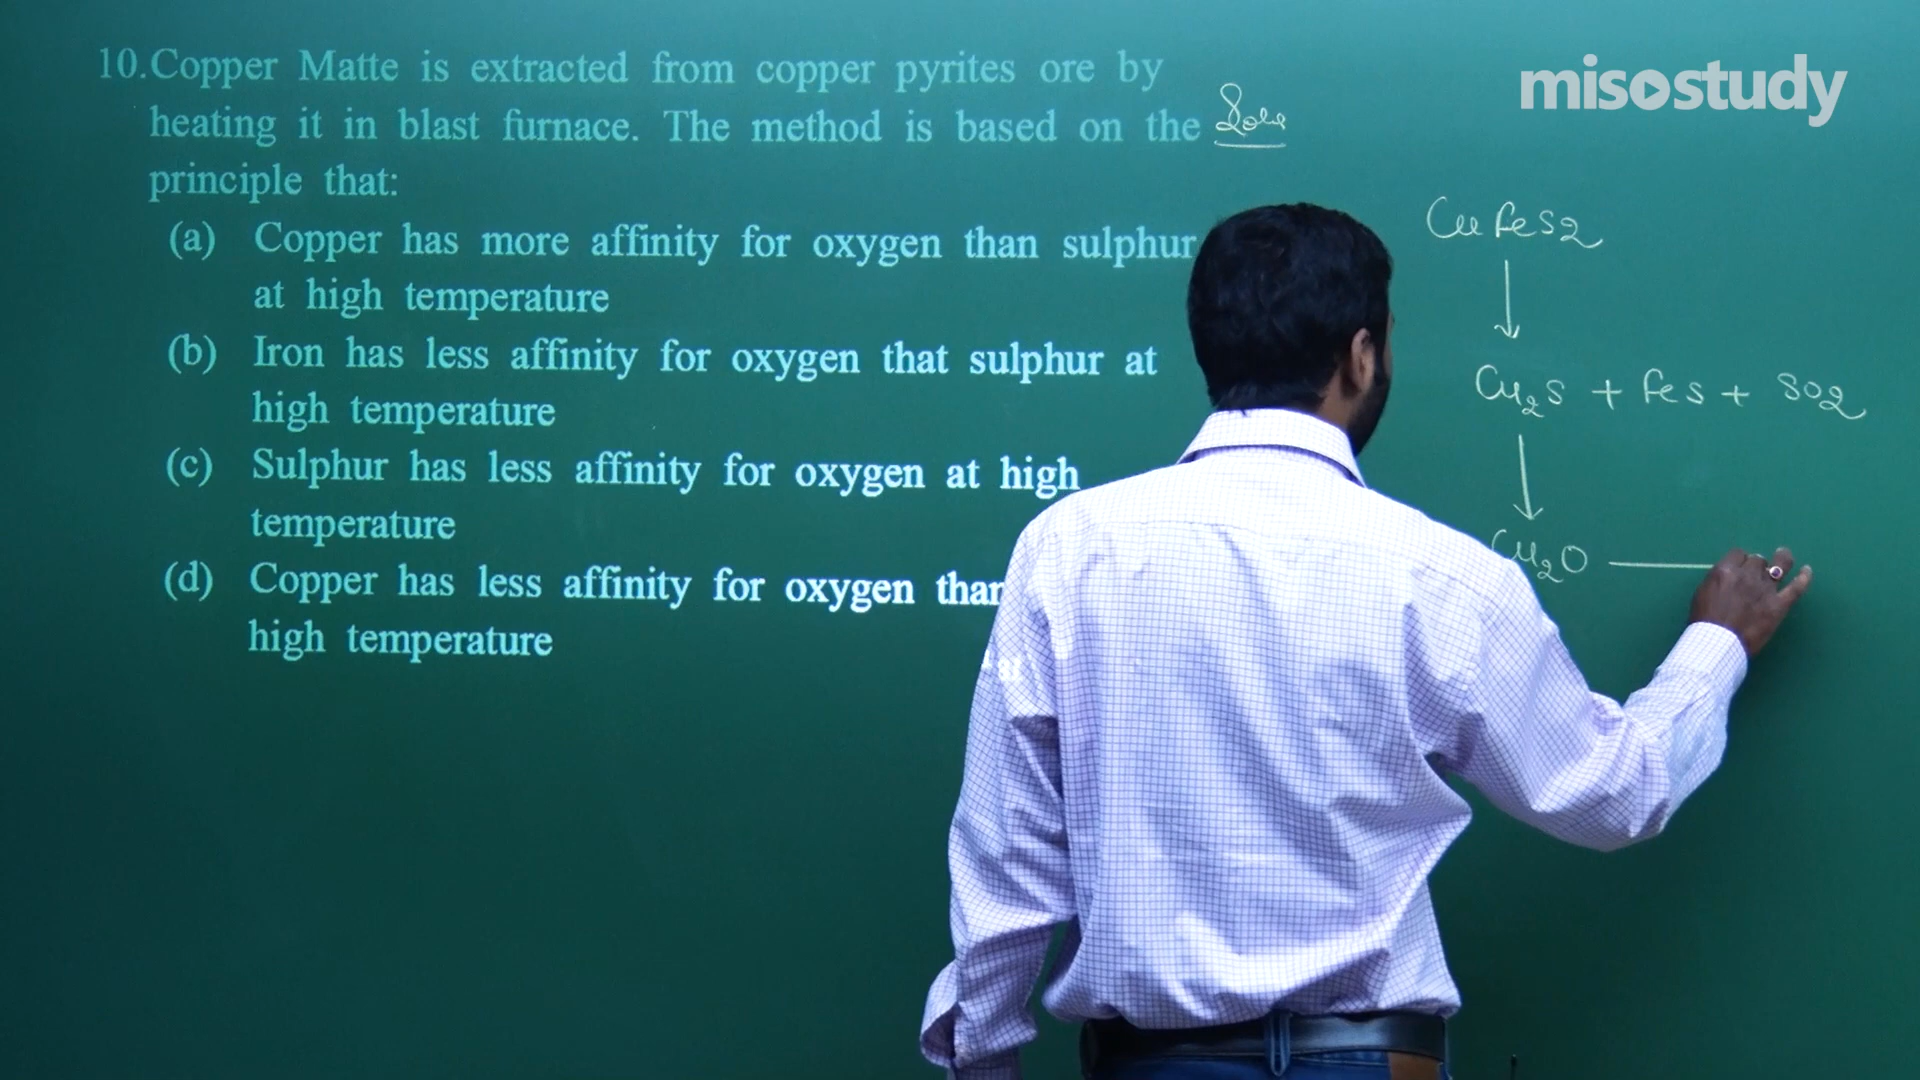 10. Copper Matte is extracted from copper pyrites ore by
heating it in blast furnace. The method is based on the
principle that:
(a) Copper has more affinity for oxygen than sulphur
at high temperature
(b) Iron has less affinity for oxygen that sulphur at
high temperature
(c) Sulphur has less affinity for oxygen at high
temperature
(d) Copper has less affinity for oxygen than
high temperature
misostudy
CuFeS2
Cu2S + FeS + SO2
Cu2O